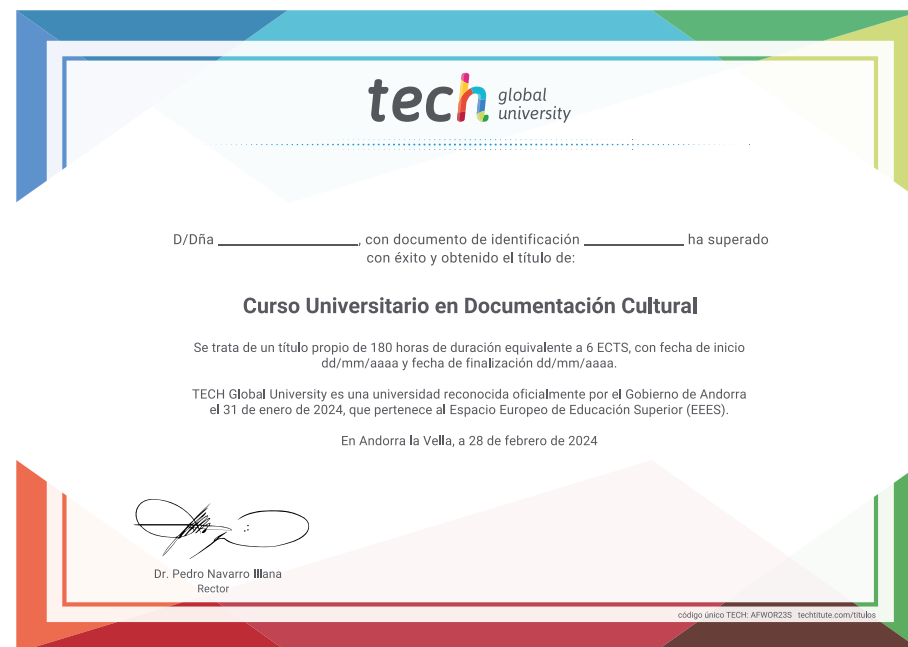 tech global university
D/Dña ____________________, con documento de identificación ______________ ha superado
con éxito y obtenido el título de:
Curso Universitario en Documentación Cultural
Se trata de un título propio de 180 horas de duración equivalente a 6 ECTS, con fecha de inicio
dd/mm/aaaa y fecha de finalización dd/mm/aaaa.
TECH Global University es una universidad reconocida oficialmente por el Gobierno de Andorra
el 31 de enero de 2024, que pertenece al Espacio Europeo de Educación Superior (EEES).
En Andorra la Vella, a 28 de febrero de 2024
Dr. Pedro Navarro Illana
Rector
código único TECH: AFWOR23S techtitute.com/titulos